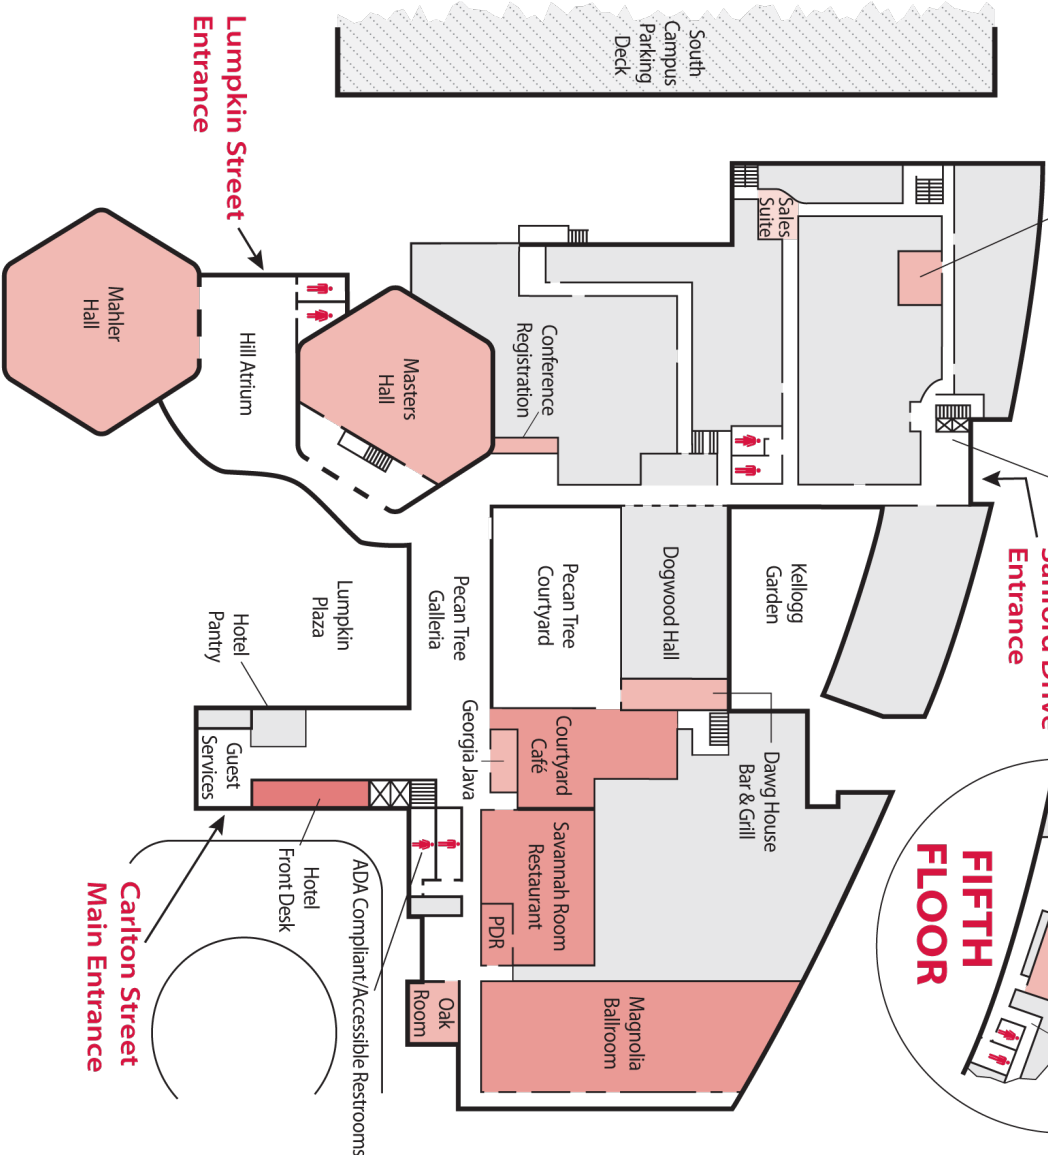 South
Campus
Parking
Deck
Lumpkin Street
Entrance
Sales
Suite
Mahler
Hall
Hill Atrium
Masters
Hall
Conference
Registration
Sanford Drive
Entrance
Kellogg
Garden
Dogwood Hall
Pecan Tree
Courtyard
Pecan Tree
Galleria
Lumpkin
Plaza
Hotel
Pantry
Georgia Java
Courtyard
Café
Dawg House
Bar & Grill
Guest
Services
Savannah Room
Restaurant
PDR
Hotel
Front Desk
ADA Compliant/Accessible Restrooms
Carlton Street
Main Entrance
Oak
Room
Magnolia
Ballroom
FIFTH
FLOOR